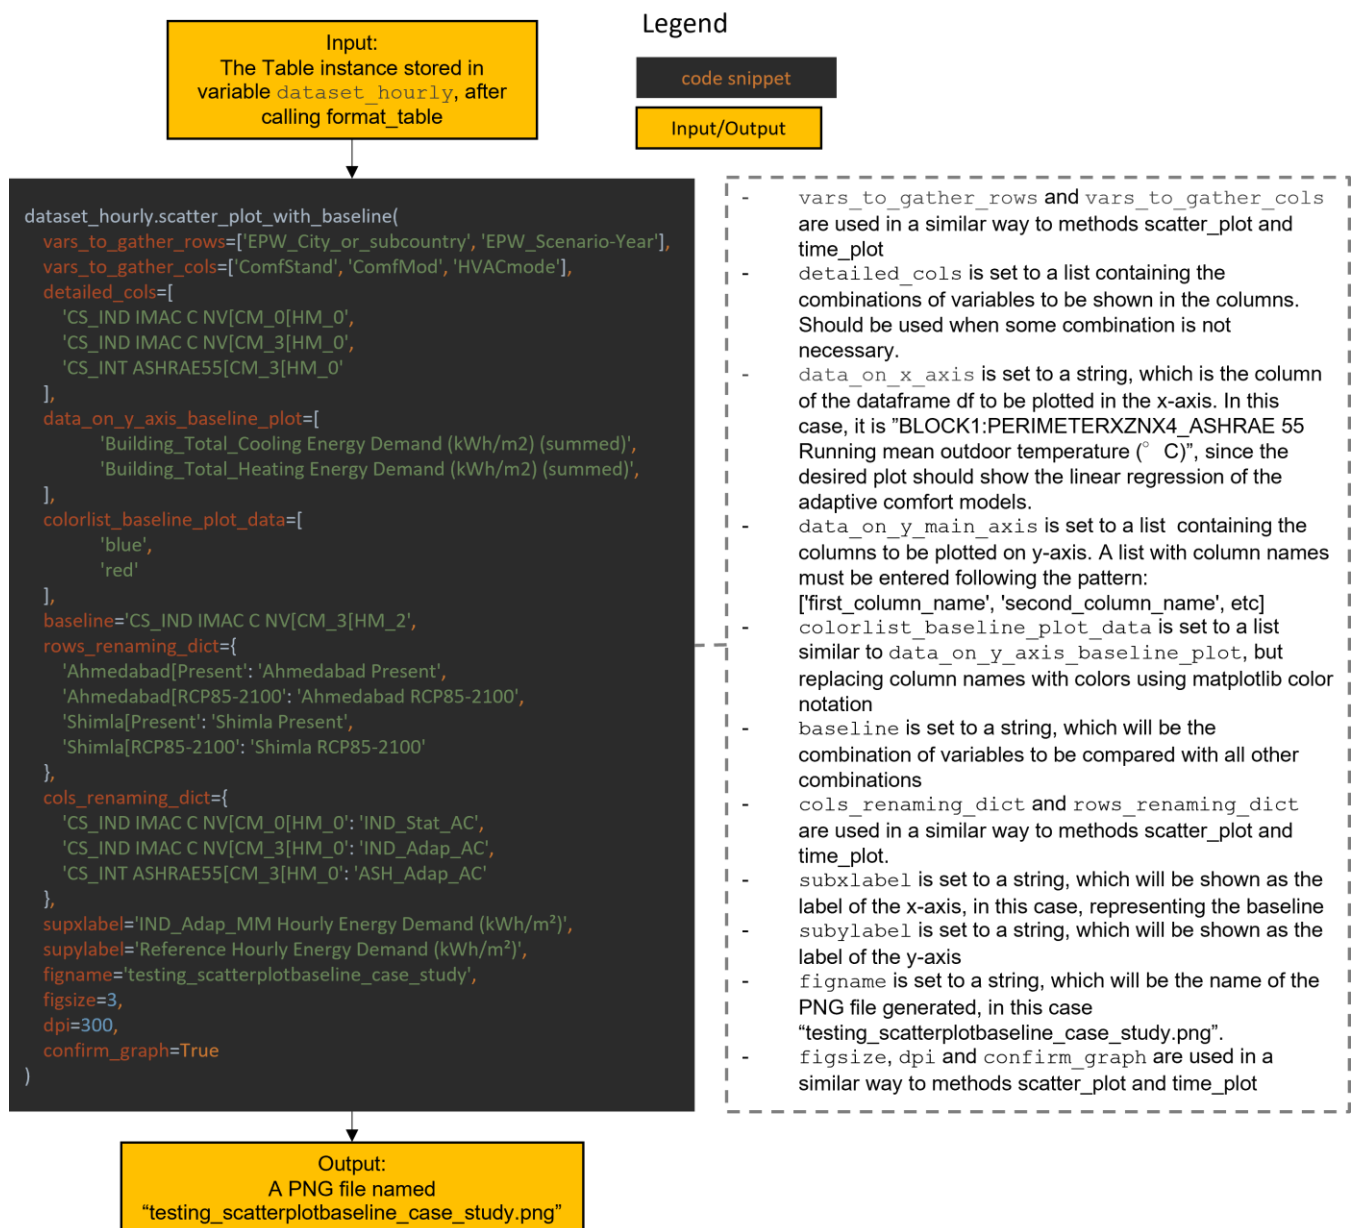 Legend
Input:
The Table instance stored in
variable dataset_hourly, after
calling format_table
code snippet
Input/Output
dataset_hourly.scatter_plot_with_baseline(
vars_to_gather_rows=['EPW_City_or_subcountry', 'EPW_Scenario-Year'],
vars_to_gather_cols=['ComfStand', 'ComfMod', 'HVACmode'],
detailed_cols=[
'CS_IND IMAC C NV[CM_0[HM_0',
'CS_IND IMAC C NV[CM_3[HM_0',
'CS_INT ASHRAE55[CM_3[HM_0'
],
data_on_y_axis_baseline_plot=[
'Building_Total_Cooling Energy Demand (kWh/m2) (summed)',
'Building_Total_Heating Energy Demand (kWh/m2) (summed)',
],
colorlist_baseline_plot_data=[
'blue',
'red'
],
baseline='CS_IND IMAC C NV[CM_3[HM_2',
rows_renaming_dict={
'Ahmedabad[Present': 'Ahmedabad Present',
'Ahmedabad[RCP85-2100': 'Ahmedabad RCP85-2100',
'Shimla[Present': 'Shimla Present',
'Shimla[RCP85-2100': 'Shimla RCP85-2100'
},
cols_renaming_dict={
'CS_IND IMAC C NV[CM_0[HM_0': 'IND_Stat_AC',
'CS_IND IMAC C NV[CM_3[HM_0': 'IND_Adap_AC',
'CS_INT ASHRAE55[CM_3[HM_0': 'ASH_Adap_AC'
},
supxlabel='IND_Adap_MM Hourly Energy Demand (kWh/m²)',
supylabel='Reference Hourly Energy Demand (kWh/m²)',
figname='testing_scatterplotbaseline_case_study',
figsize=3,
dpi=300,
confirm_graph=True
)
- vars_to_gather_rows and vars_to_gather_cols
are used in a similar way to methods scatter_plot and
time_plot
- detailed_cols is set to a list containing the
combinations of variables to be shown in the columns.
Should be used when some combination is not
necessary.
- data_on_x_axis is set to a string, which is the column
of the dataframe df to be plotted in the x-axis. In this
case, it is "BLOCK1:PERIMETERXZNX4_ASHRAE 55
Running mean outdoor temperature (° C)", since the
desired plot should show the linear regression of the
adaptive comfort models.
- data_on_y_main_axis is set to a list containing the
columns to be plotted on y-axis. A list with column names
must be entered following the pattern:
['first_column_name', 'second_column_name', etc]
- colorlist_baseline_plot_data is set to a list
similar to data_on_y_axis_baseline_plot, but
replacing column names with colors using matplotlib color
notation
- baseline is set to a string, which will be the
combination of variables to be compared with all other
combinations
- cols_renaming_dict and rows_renaming_dict
are used in a similar way to methods scatter_plot and
time_plot.
- subxlabel is set to a string, which will be shown as the
label of the x-axis, in this case, representing the baseline
- subylabel is set to a string, which will be shown as the
label of the y-axis
- figname is set to a string, which will be the name of the
PNG file generated, in this case
“testing_scatterplotbaseline_case_study.png”.
- figsize, dpi and confirm_graph are used in a
similar way to methods scatter_plot and time_plot
Output:
A PNG file named
“testing_scatterplotbaseline_case_study.png”